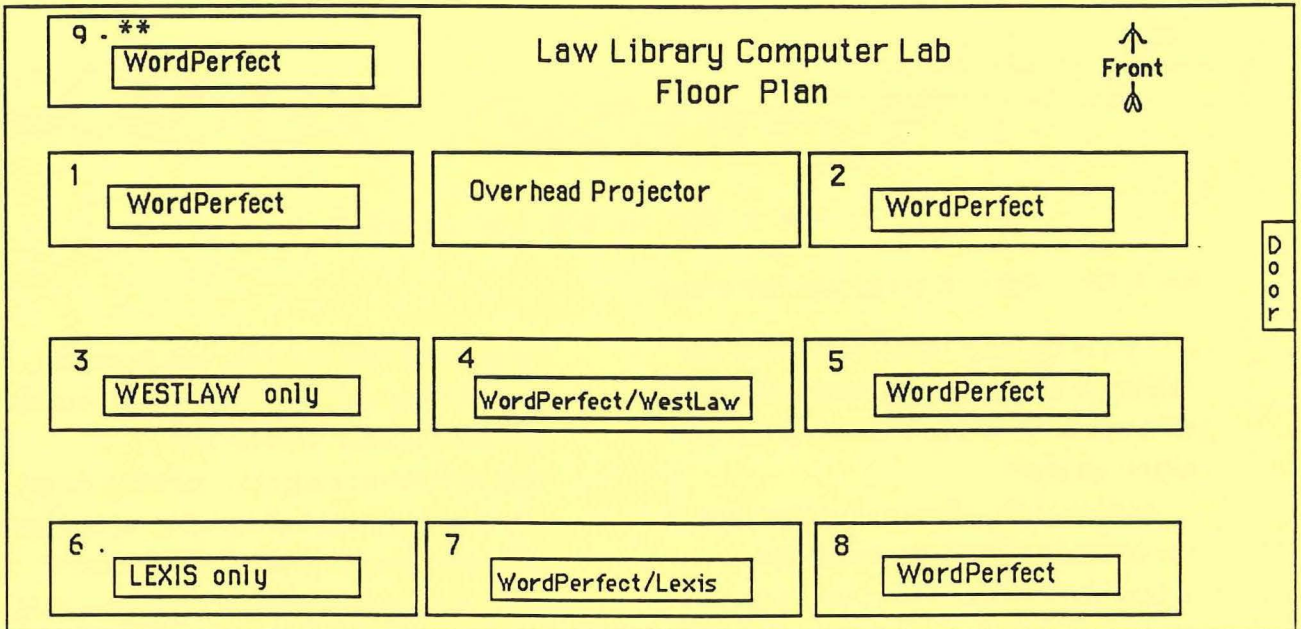 9.**
WordPerfect
Law Library Computer Lab
Floor Plan
Front
1
WordPerfect
Overhead Projector
2
WordPerfect
Door
3
WESTLAW only
4
WordPerfect/WestLaw
5
WordPerfect
6.
LEXIS only
7
WordPerfect/Lexis
8
WordPerfect